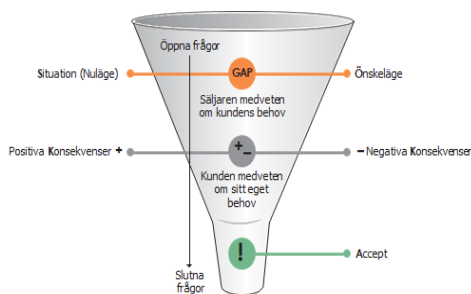 Öppna frågor
Situation (Nuläge)
GAP
Önskeläge
Säljaren medveten
om kundens behov
Positiva Konsekvenser +
+ -
- Negativa Konsekvenser
Kunden medveten
om sitt eget
behov
!
Accept
Slutna
frågor